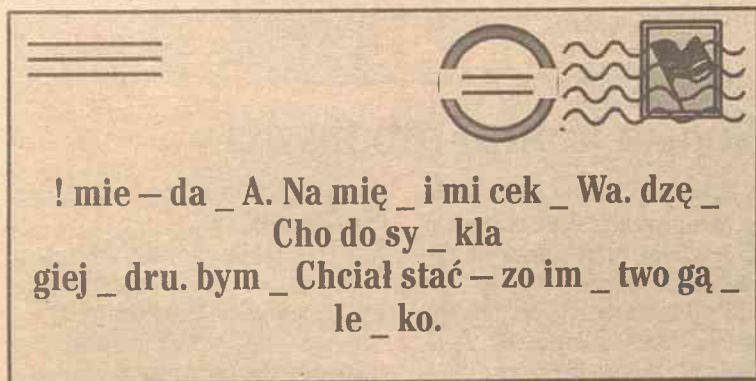 ! mie – da _ A. Na mię _ i mi cek _ Wa. dzę _
Cho do sy _ kla
giej _ dru. bym _ Chciał stać – zo im _ two gą _
le _ ko.